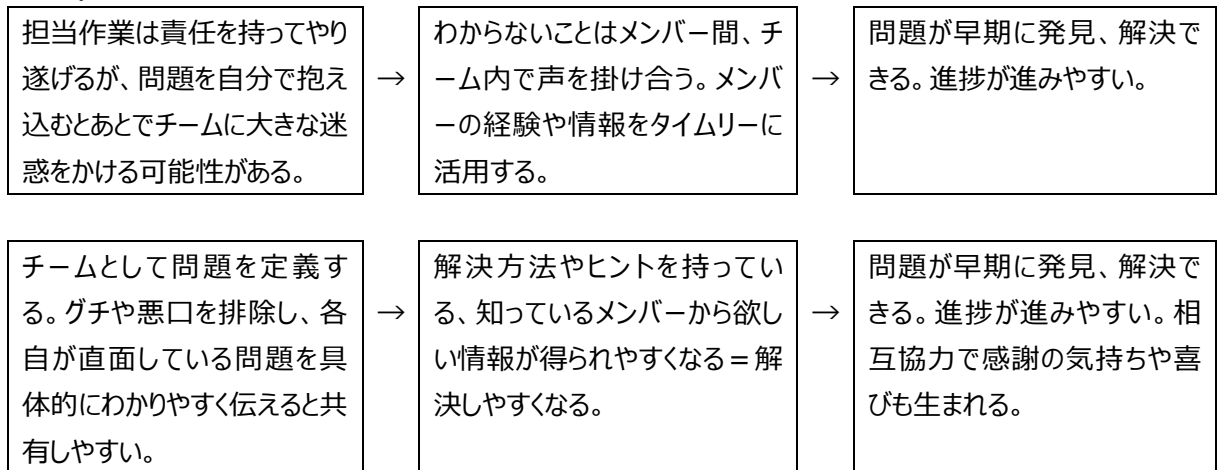 担当作業は責任を持ってやり
遂げるが、問題を自分で抱え
込むとあとでチームに大きな迷
惑をかける可能性がある。
→
わからないことはメンバー間、チ
ーム内で声を掛け合う。メンバ
ーの経験や情報をタイムリーに
活用する。
→
問題が早期に発見、解決で
きる。進捗が進みやすい。
チームとして問題を定義す
る。グチや悪口を排除し、各
自が直面している問題を具
体的にわかりやすく伝えると共
有しやすい。
→
解決方法やヒントを持ってい
る、知っているメンバーから欲し
い情報が得られやすくなる＝解
決しやすくなる。
→
問題が早期に発見、解決で
きる。進捗が進みやすい。相
互協力で感謝の気持ちや喜
びも生まれる。